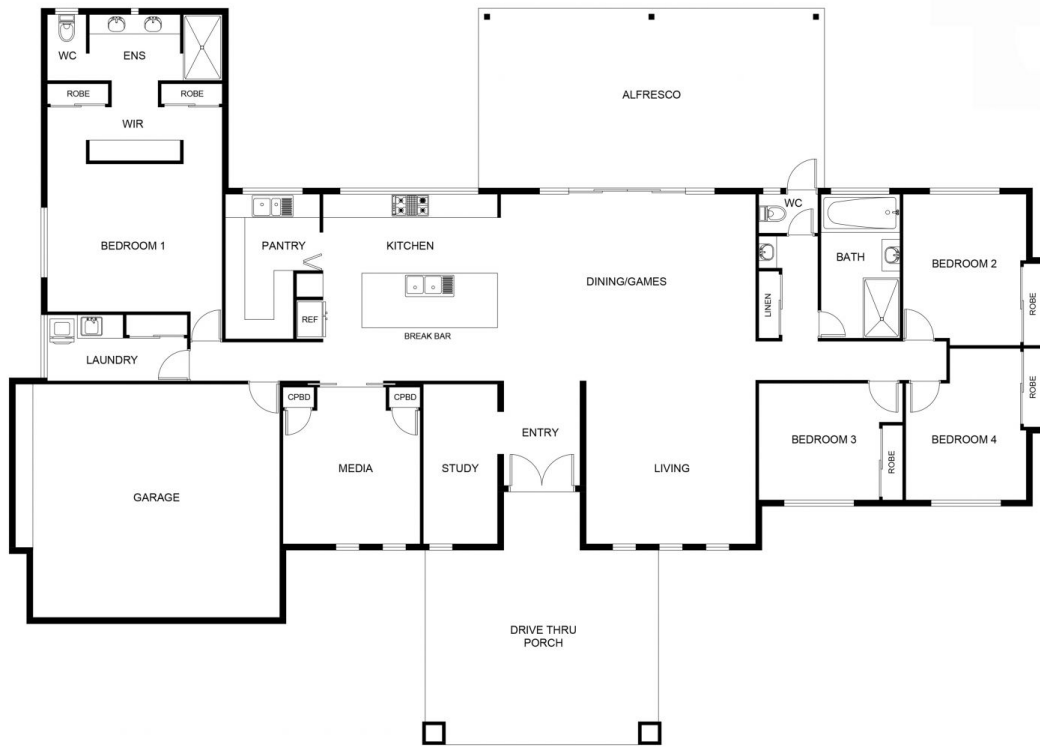 WC
ENS
ROBE
ROBE
WIR
ALFRESCO
BEDROOM 1
PANTRY
KITCHEN
WC
BATH
BEDROOM 2
DINING/GAMES
LINEN
ROBE
REF
BREAK BAR
LAUNDRY
CPBD
CPBD
ROBE
ENTRY
BEDROOM 3
BEDROOM 4
MEDIA
STUDY
LIVING
ROBE
GARAGE
DRIVE THRU
PORCH